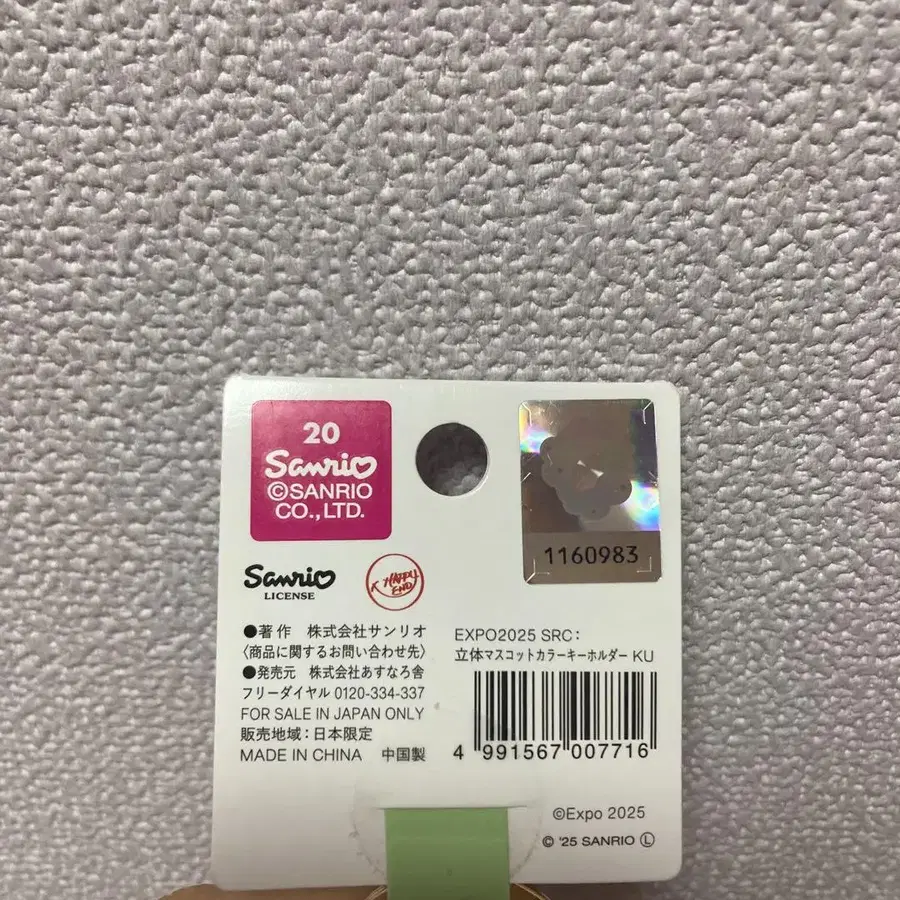 20
Sanrio
©SANRIO
CO.,LTD.
1160983
Sanrio
LICENSE
K HAPPY
END
●著作 株式会社サンリオ
〈商品に関するお問い合わせ先〉
●発売元 株式会社あすなろ舎
フリーダイヤル 0120-334-337
FOR SALE IN JAPAN ONLY
販売地域：日本限定
MADE IN CHINA 中国製
EXPO2025 SRC：
立体マスコットカラーキーホルダー KU
4 991567 007716
©Expo 2025
© '25 SANRIO Ⓛ